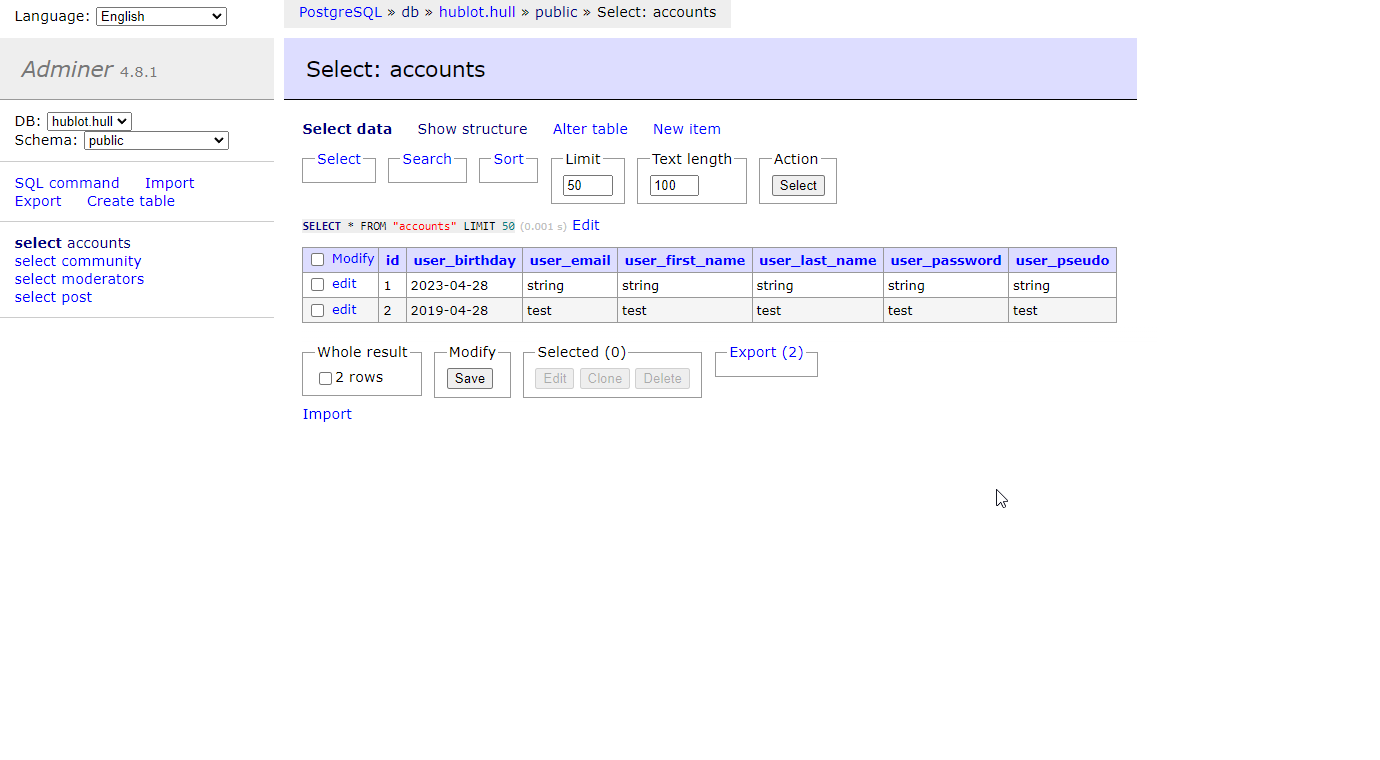 Language: English
PostgreSQL » db » hublot.hull » public » Select: accounts
Adminer 4.8.1
DB: hublot.hull
Schema: public
SQL command Import
Export Create table
select accounts
select community
select moderators
select post
Select: accounts
Select data Show structure Alter table New item
Select Search Sort Limit Text length Action
50 100 Select
SELECT * FROM "accounts" LIMIT 50 (0.001 s) Edit
Modify id user_birthday user_email user_first_name user_last_name user_password user_pseudo
edit 1 2023-04-28 string string string string string
edit 2 2019-04-28 test test test test test
Whole result Modify Selected (0) Export (2)
2 rows Save Edit Clone Delete
Import